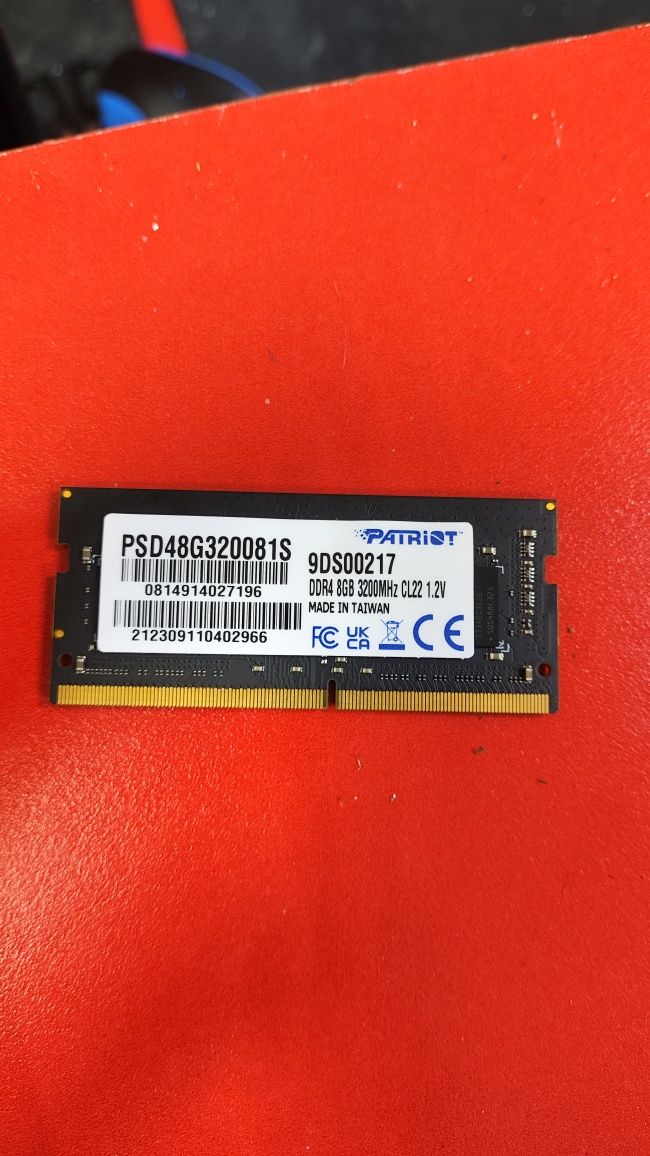 PATRIOT
PSD48G320081S
9DS00217
0814914027196
DDR4 8GB 3200MHz CL22 1.2V
MADE IN TAIWAN
212309110402966
FC UK CA CE